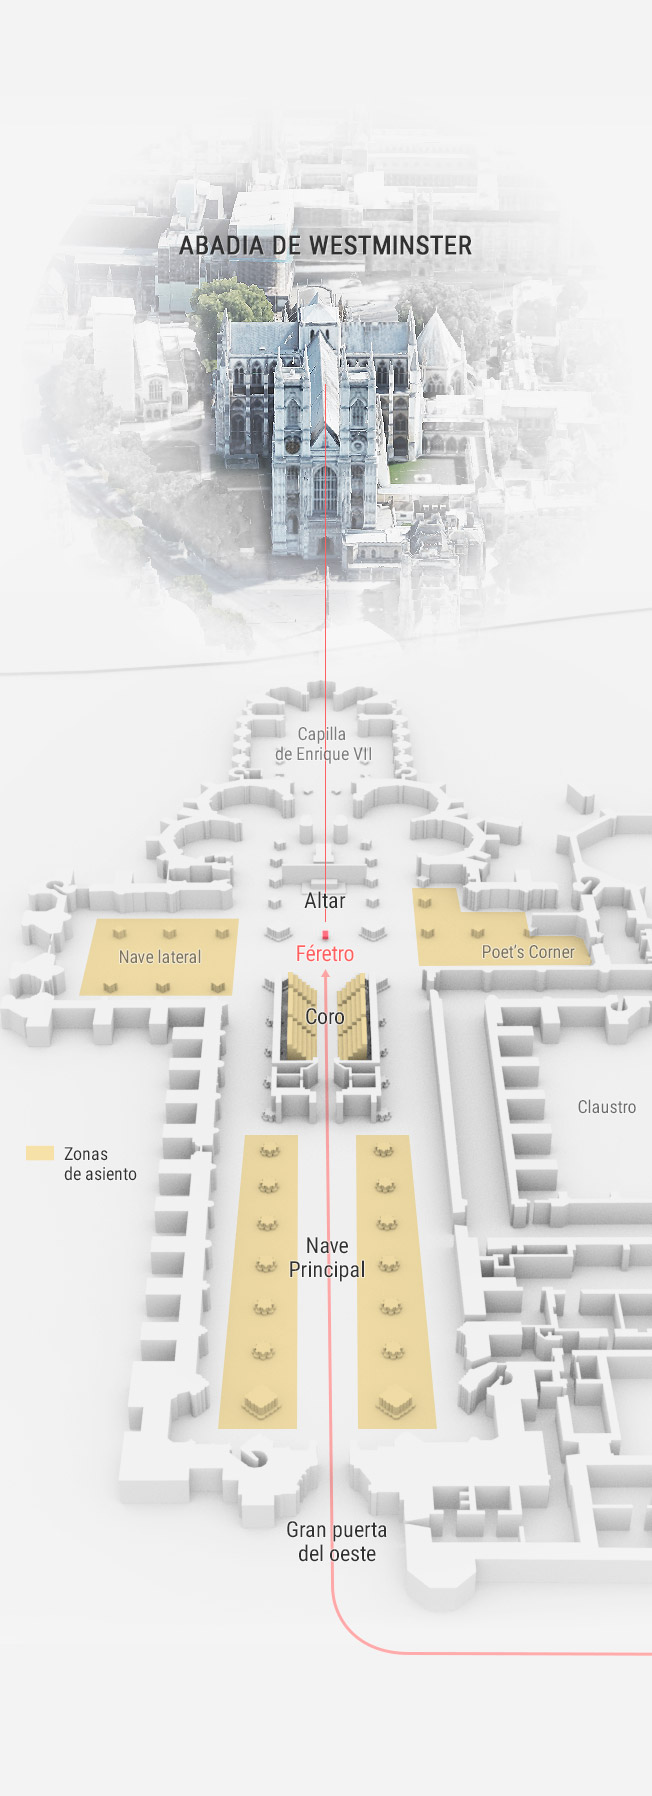 ABADIA DE WESTMINSTER
Capilla
de Enrique VII
Altar
Féretro
Nave lateral
Poet's Corner
Coro
Claustro
Zonas
de asiento
Nave
Principal
Gran puerta
del oeste